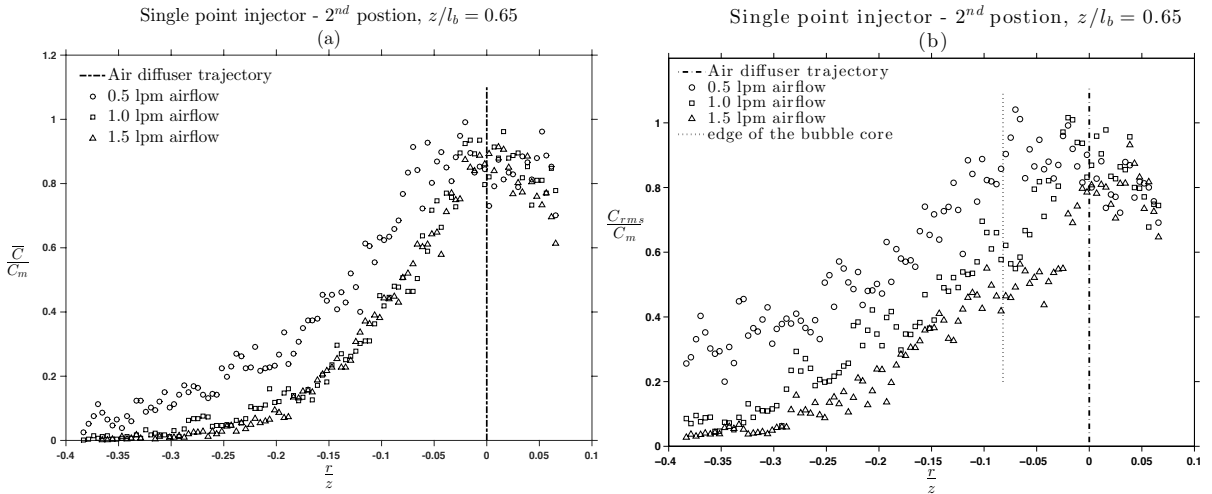 Single point injector - 2nd postion, z/l_b = 0.65
(a)
1.2
1
0.8
0.6
0.4
0.2
0
C̅/C_m
Air diffuser trajectory
0.5 lpm airflow
1.0 lpm airflow
1.5 lpm airflow
-0.4 -0.35 -0.3 -0.25 -0.2 -0.15 -0.1 -0.05 0 0.05 0.1
r/z
Single point injector - 2nd postion, z/l_b = 0.65
(b)
1
0.8
0.6
0.4
0.2
0
C_rms/C_m
Air diffuser trajectory
0.5 lpm airflow
1.0 lpm airflow
1.5 lpm airflow
edge of the bubble core
-0.4 -0.35 -0.3 -0.25 -0.2 -0.15 -0.1 -0.05 0 0.05 0.1
r/z